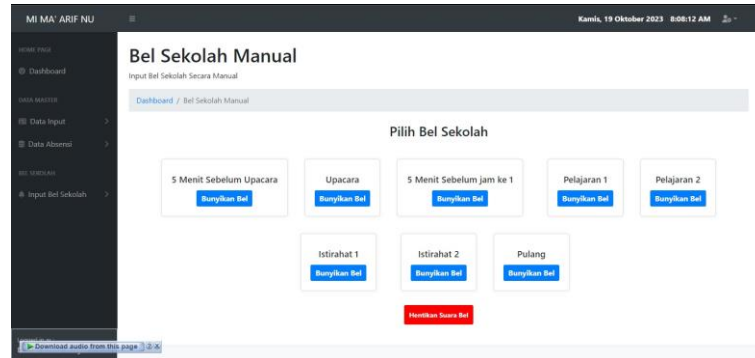 MI MA' ARIF NU
Kamis, 19 Oktober 2023 8:08:12 AM
HOME PAGE
Dashboard
DATA MASTER
Data Input
Data Absensi
BEL SEKOLAH
Input Bel Sekolah
Bel Sekolah Manual
Input Bel Sekolah Secara Manual
Dashboard / Bel Sekolah Manual
Pilih Bel Sekolah
5 Menit Sebelum Upacara
Bunyikan Bel
Upacara
Bunyikan Bel
5 Menit Sebelum jam ke 1
Bunyikan Bel
Pelajaran 1
Bunyikan Bel
Pelajaran 2
Bunyikan Bel
Istirahat 1
Bunyikan Bel
Istirahat 2
Bunyikan Bel
Pulang
Bunyikan Bel
Hentikan Suara Bel
Download audio from this page